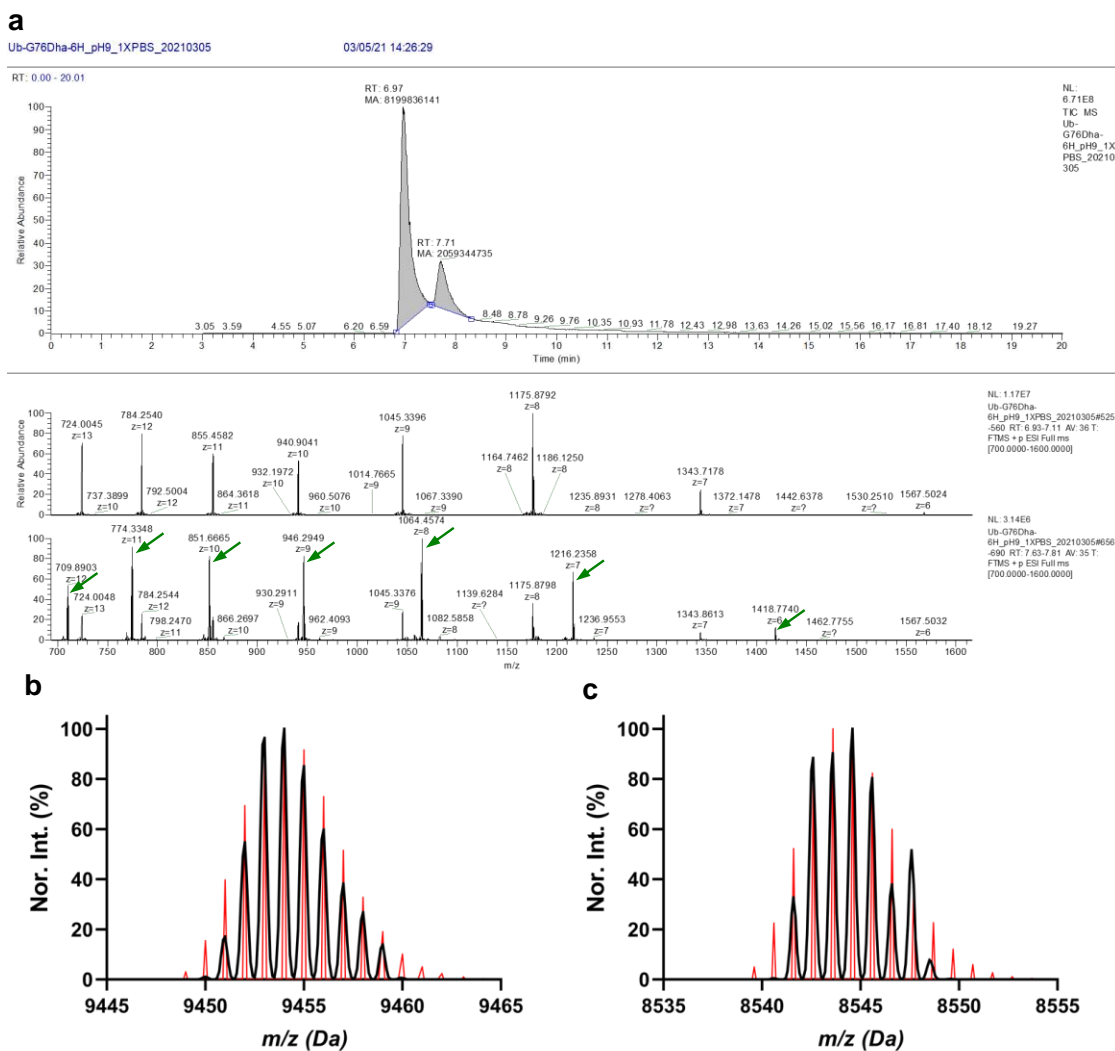 a
Ub-G76Dha-6H_pH9_1XPBS_20210305 03/05/21 14:26:29
RT: 0.00 - 20.01
RT: 6.97
MA: 8199836141
RT: 7.71
MA: 2059344735
NL:
6.71E8
TIC MS
Ub-
G76Dha-
6H_pH9_1X
PBS_20210
305
Relative Abundance
100
90
80
70
60
50
40
30
20
10
0
3.05 3.59 4.55 5.07 6.20 6.59 8.48 8.78 9.26 9.76 10.35 10.93 11.78 12.43 12.98 13.63 14.26 15.02 15.56 16.17 16.81 17.40 18.12 19.27
0 1 2 3 4 5 6 7 8 9 10 11 12 13 14 15 16 17 18 19 20
Time (min)
Relative Abundance
100
80
60
40
20
0
724.0045
z=13
737.3899
z=10
784.2540
z=12
792.5004
z=12
855.4582
z=11
864.3618
z=11
932.1972
z=10
940.9041
z=10
960.5076
z=10
1014.7665
z=9
1045.3396
z=9
1067.3390
z=9
1164.7462
z=8
1175.8792
z=8
1186.1250
z=8
1235.8931
z=8
1278.4063
z=?
1343.7178
z=7
1372.1478
z=7
1442.6378
z=?
1530.2510
z=?
1567.5024
z=6
NL: 1.17E7
Ub-G76Dha-
6H_pH9_1XPBS_20210305#525
-560 RT: 6.93-7.11 AV: 36 T:
FTMS + p ESI Full ms
[700.0000-1600.0000]
100
80
60
40
20
0
709.8903
z=12
724.0048
z=13
774.3348
z=11
784.2544
z=12
798.2470
z=11
851.6665
z=10
866.2697
z=10
930.2911
z=9
946.2949
z=9
962.4093
z=9
1045.3376
z=9
1064.4574
z=8
1082.5858
z=8
1139.6284
z=?
1175.8798
z=8
1216.2358
z=7
1236.9553
z=7
1343.8613
z=7
1418.7740
z=6
1462.7755
z=?
1567.5032
z=6
NL: 3.14E6
Ub-G76Dha-
6H_pH9_1XPBS_20210305#656
-690 RT: 7.63-7.81 AV: 35 T:
FTMS + p ESI Full ms
[700.0000-1600.0000]
700 750 800 850 900 950 1000 1050 1100 1150 1200 1250 1300 1350 1400 1450 1500 1550 1600
m/z
b
Nor. Int. (%)
100
80
60
40
20
0
9445 9450 9455 9460 9465
m/z (Da)
c
Nor. Int. (%)
100
80
60
40
20
0
8535 8540 8545 8550 8555
m/z (Da)